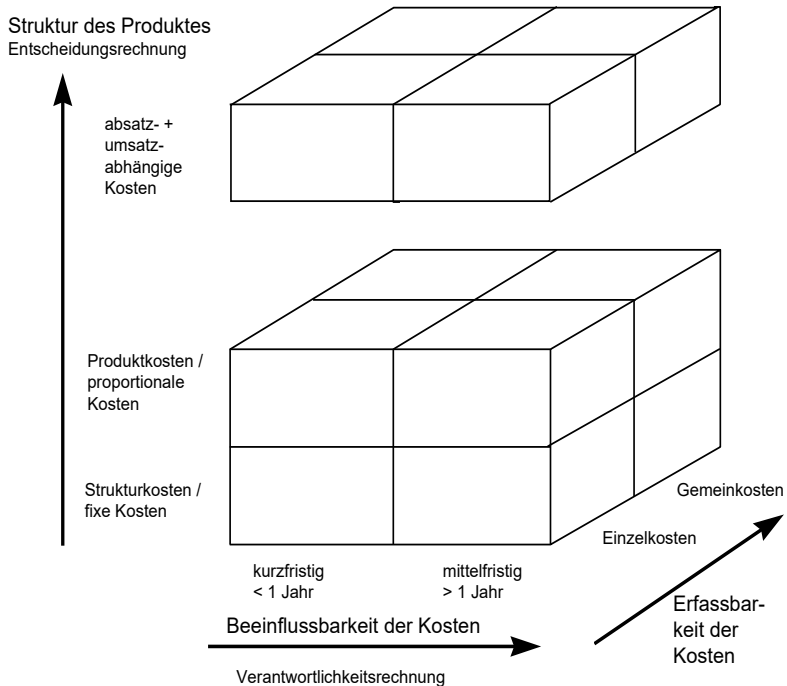 Struktur des Produktes
Entscheidungsrechnung
absatz- +
umsatz-
abhängige
Kosten
Produktkosten /
proportionale
Kosten
Strukturkosten /
fixe Kosten
Gemeinkosten
Einzelkosten
kurzfristig
< 1 Jahr
mittelfristig
> 1 Jahr
Erfassbar-
keit der
Kosten
Beeinflussbarkeit der Kosten
Verantwortlichkeitsrechnung